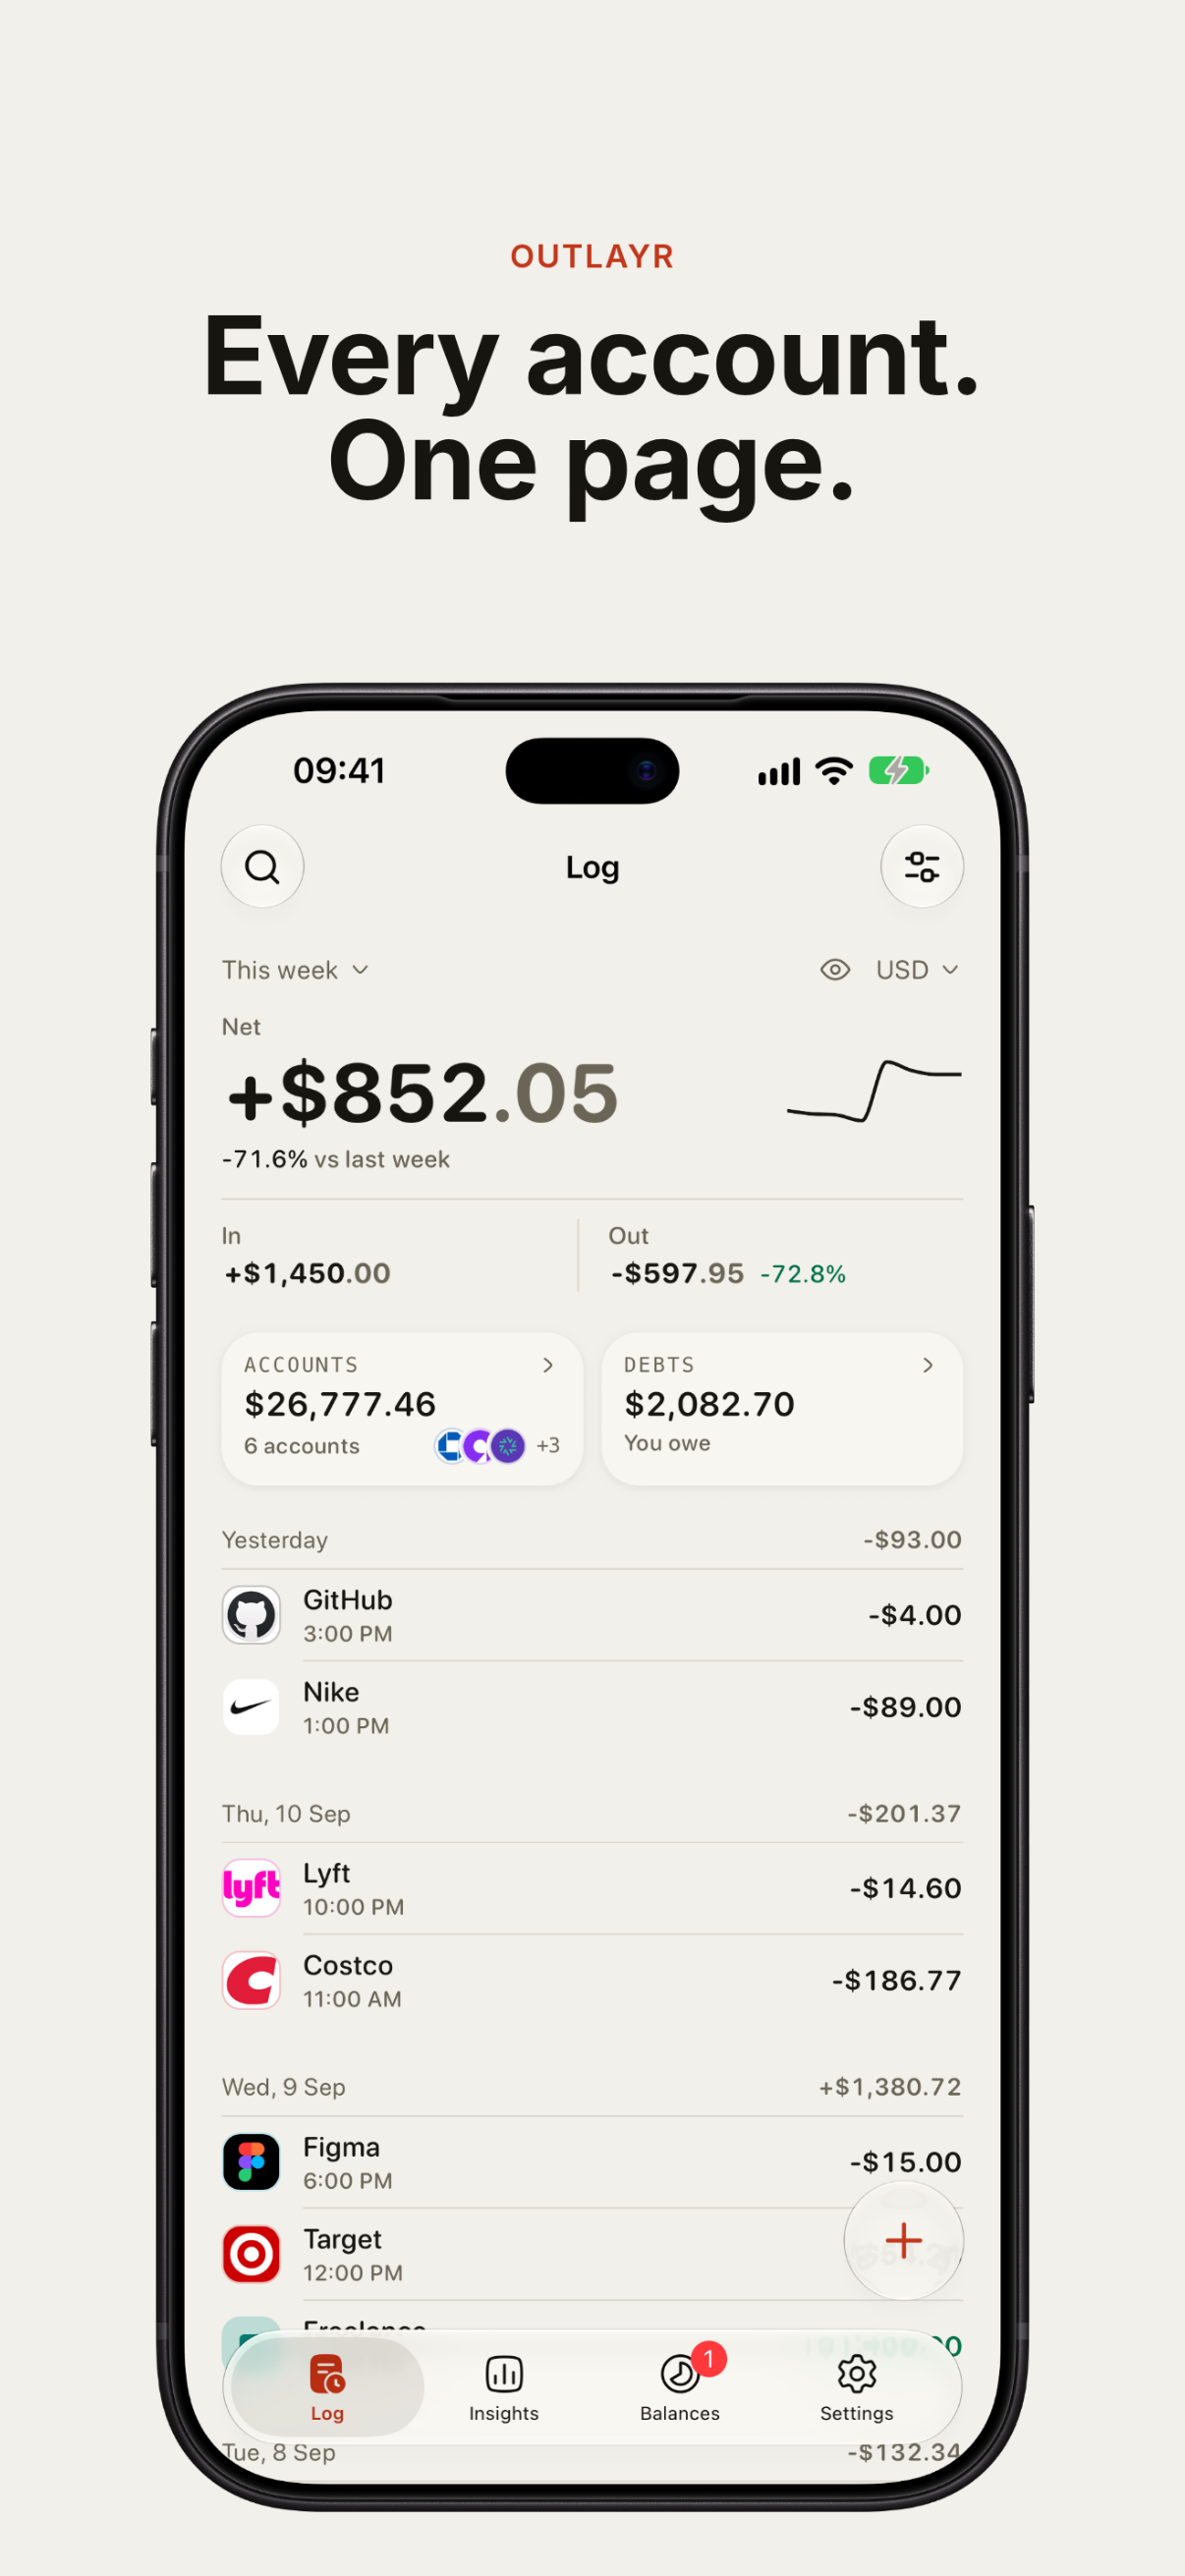 OUTLAYR
Every account.
One page.
09:41
Log
This week
USD
Net
+$852.05
-71.6% vs last week
In
Out
+$1,450.00
-$597.95 -72.8%
ACCOUNTS
DEBTS
$26,777.46
$2,082.70
6 accounts
+3
You owe
Yesterday
-$93.00
GitHub
-$4.00
3:00 PM
Nike
-$89.00
1:00 PM
Thu, 10 Sep
-$201.37
lyft
Lyft
-$14.60
10:00 PM
Costco
-$186.77
11:00 AM
Wed, 9 Sep
+$1,380.72
Figma
-$15.00
6:00 PM
Target
12:00 PM
Freelance
1
Log
Insights
Balances
Settings
Tue, 8 Sep
-$132.34